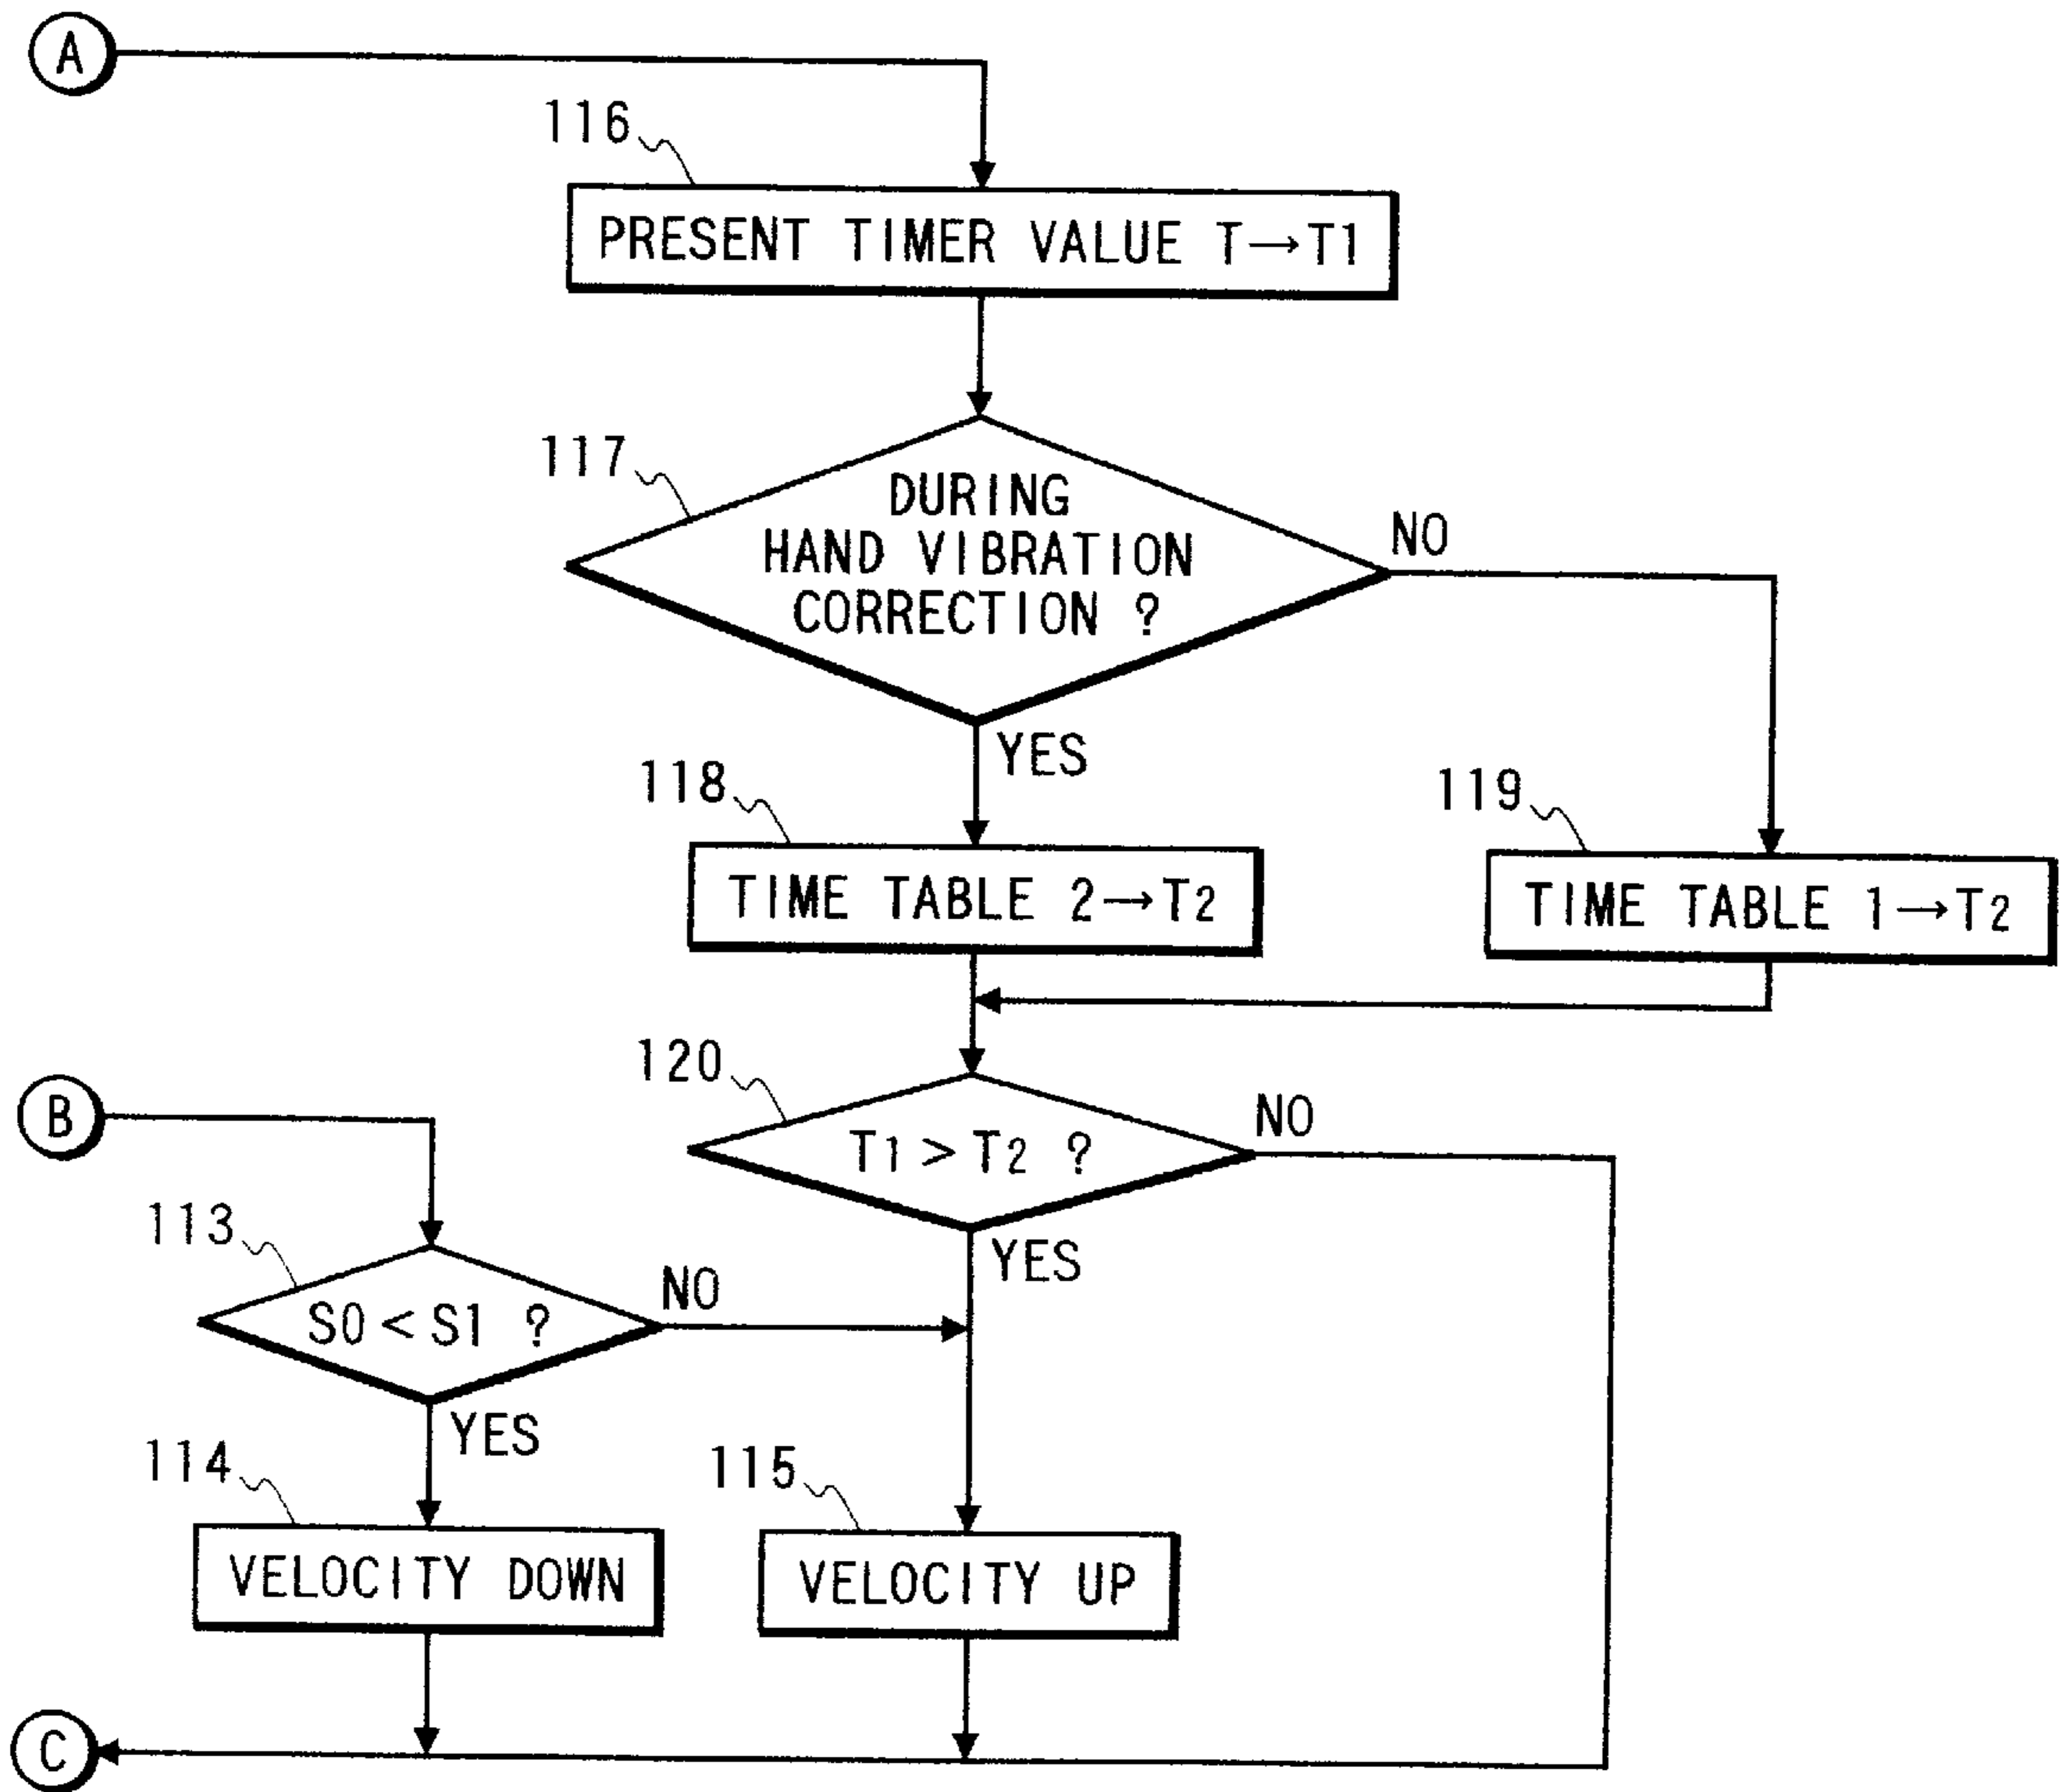 A
116
PRESENT TIMER VALUE T→T1
117
DURING
HAND VIBRATION
CORRECTION ?
NO
YES
118
119
TIME TABLE 2→T2
TIME TABLE 1→T2
120
B
NO
T1>T2 ?
113
YES
NO
S0<S1 ?
YES
114
115
VELOCITY DOWN
VELOCITY UP
C